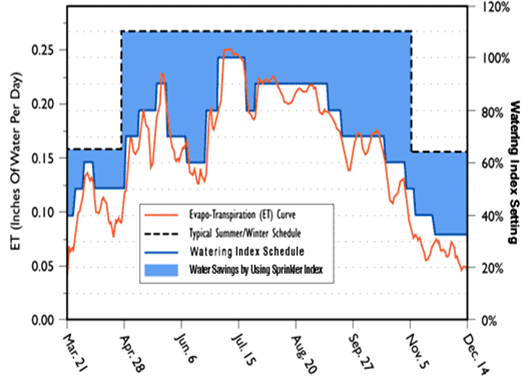 120%
0.25
100%
0.20
80%
0.15
60%
0.10
40%
0.05
20%
0.00
0%
ET (Inches Of Water Per Day)
Watering Index Setting
Evapo-Transpiration (ET) Curve
Typical Summer/Winter Schedule
Watering Index Schedule
Water Savings by Using Sprinkler Index
Mar. 21
Apr. 28
Jun. 6
Jul. 15
Aug. 20
Sep. 27
Nov. 5
Dec. 14